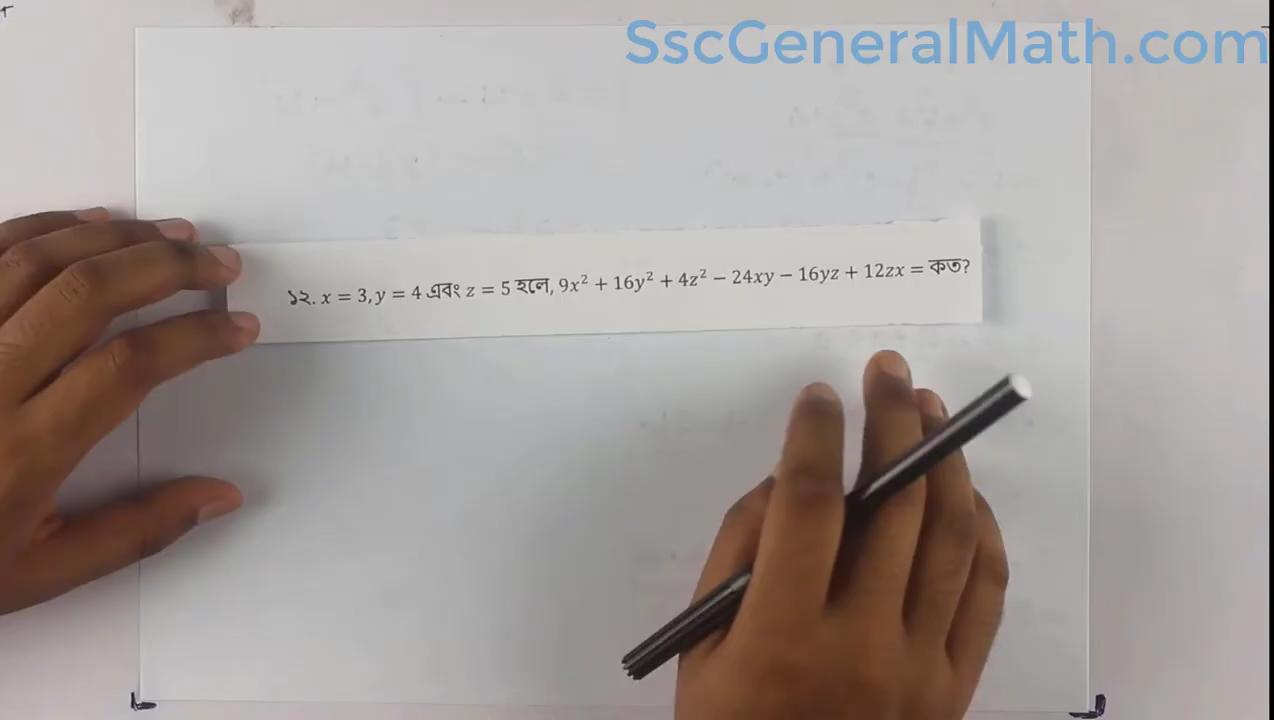 SscGeneralMath.com
১২. x = 3, y = 4 এবং z = 5 হলে, 9x² + 16y² + 4z² − 24xy − 16yz + 12zx = কত?